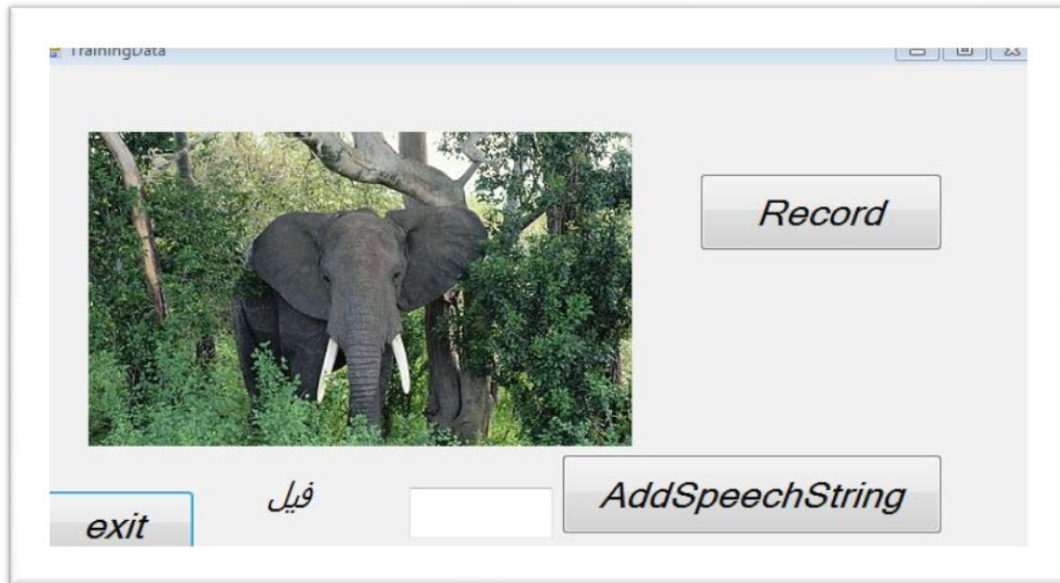 TrainingData
Record
فيل
AddSpeechString
exit